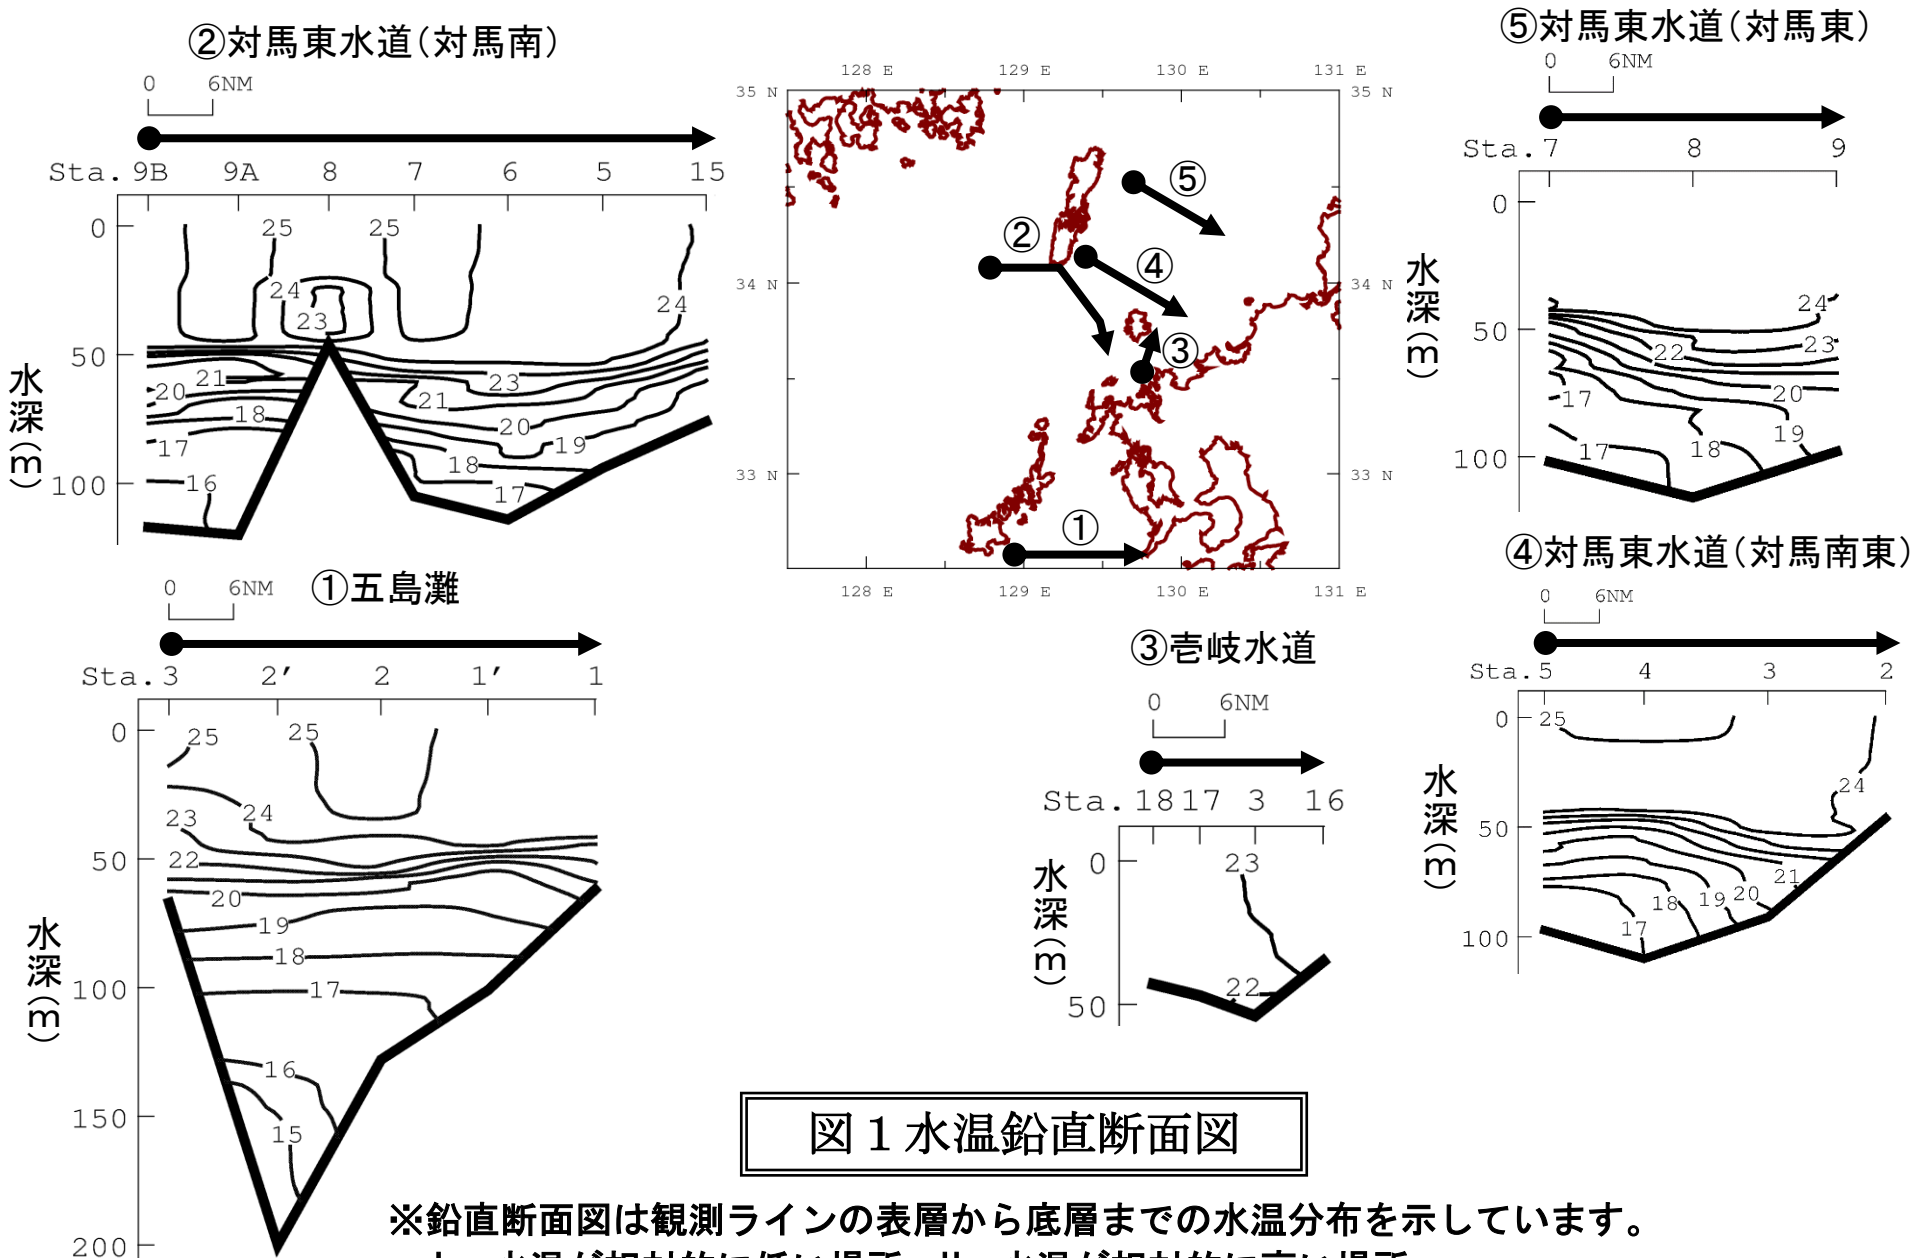 ②対馬東水道(対馬南)
0 6NM
Sta. 9B 9A 8 7 6 5 15
0
50
100
水深(m)
25 25 24 24 23
21 20 18 17 16
23 21 20 19 18 17
128 E 129 E 130 E 131 E
35 N 35 N
34 N 34 N
33 N 33 N
128 E 129 E 130 E 131 E
① ② ③ ④ ⑤
⑤対馬東水道(対馬東)
0 6NM
Sta. 7 8 9
0
50
100
水深(m)
24 23 22 20 19 18 17 17
①五島灘
0 6NM
Sta. 3 2′ 2 1′ 1
0
50
100
150
200
水深(m)
25 25 24 23 22 20 19 18 17 16 15
③壱岐水道
0 6NM
Sta. 18 17 3 16
0
50
水深(m)
23 22
④対馬東水道(対馬南東)
0 6NM
Sta. 5 4 3 2
0
50
100
水深(m)
25 24 21 20 19 18 17
図1水温鉛直断面図
※鉛直断面図は観測ラインの表層から底層までの水温分布を示しています。